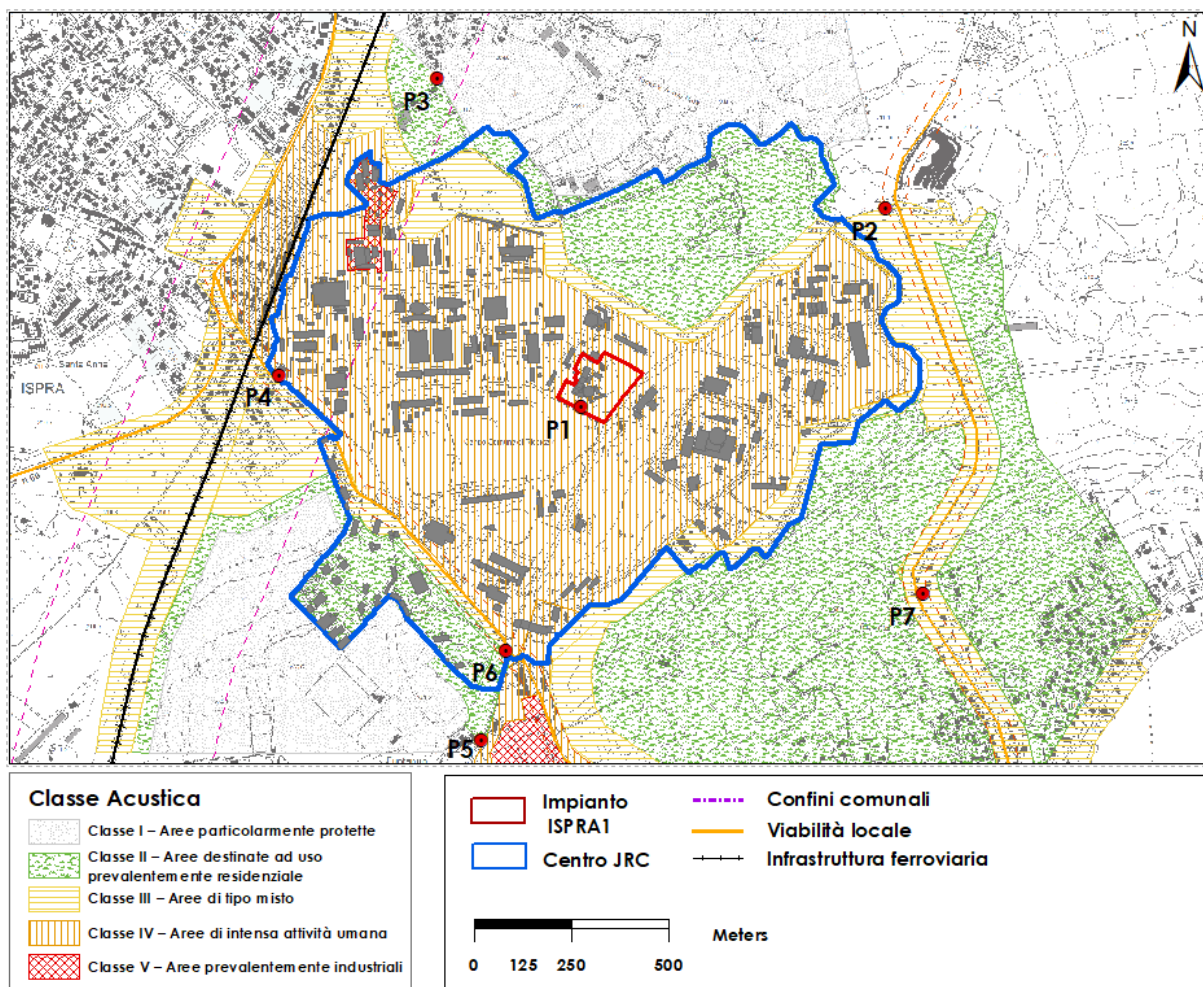 N
P3
P2
Santa Anna
ISPRA
P4
P1
P7
P6
P5
Classe Acustica
Classe I – Aree particolarmente protette
Classe II – Aree destinate ad uso
prevalentemente residenziale
Classe III – Aree di tipo misto
Classe IV – Aree di intensa attività umana
Classe V – Aree prevalentemente industriali
Impianto
ISPRA1
Centro JRC
Confini comunali
Viabilità locale
Infrastruttura ferroviaria
Meters
0 125 250 500